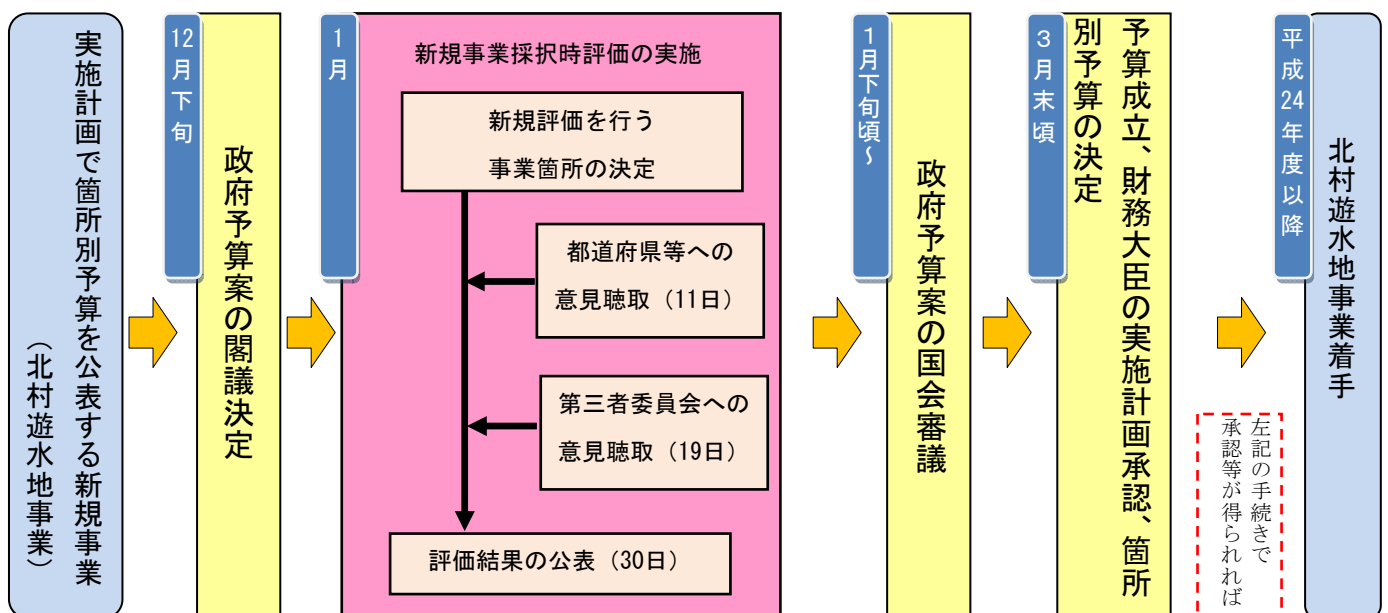 実施計画で箇所別予算を公表する新規事業
（北村遊水地事業）
12月下旬
政府予算案の閣議決定
1月
新規事業採択時評価の実施
新規評価を行う
事業箇所の決定
都道府県等への
意見聴取（11日）
第三者委員会への
意見聴取（19日）
評価結果の公表（30日）
1月下旬頃～
政府予算案の国会審議
３月末頃
予算成立、財務大臣の実施計画承認、箇所
別予算の決定
平成24年度以降
北村遊水地事業着手
左記の手続きで
承認等が得られれば